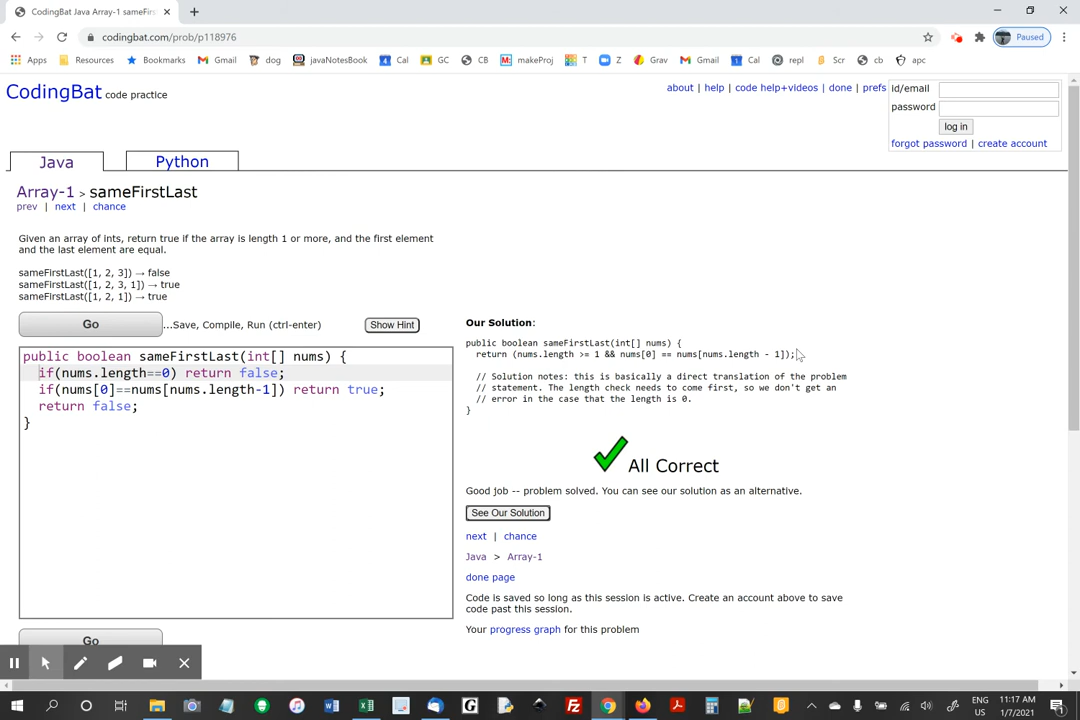 CodingBat Java Array-1 sameFirs
codingbat.com/prob/p118976
Paused
Apps Resources Bookmarks Gmail dog javaNotesBook Cal GC CB makeProj T Z Grav Gmail Cal repl Scr cb apc
CodingBat code practice
about | help | code help+videos | done | prefs
id/email
password
log in
forgot password | create account
Java Python
Array-1 > sameFirstLast
prev | next | chance
Given an array of ints, return true if the array is length 1 or more, and the first element
and the last element are equal.
sameFirstLast([1, 2, 3]) → false
sameFirstLast([1, 2, 3, 1]) → true
sameFirstLast([1, 2, 1]) → true
Go ...Save, Compile, Run (ctrl-enter) Show Hint
public boolean sameFirstLast(int[] nums) {
if(nums.length==0) return false;
if(nums[0]==nums[nums.length-1]) return true;
return false;
}
Go
Our Solution:
public boolean sameFirstLast(int[] nums) {
return (nums.length >= 1 && nums[0] == nums[nums.length - 1]);
// Solution notes: this is basically a direct translation of the problem
// statement. The length check needs to come first, so we don't get an
// error in the case that the length is 0.
}
All Correct
Good job -- problem solved. You can see our solution as an alternative.
See Our Solution
next | chance
Java > Array-1
done page
Code is saved so long as this session is active. Create an account above to save
code past this session.
Your progress graph for this problem
ENG
US
11:17 AM
1/7/2021